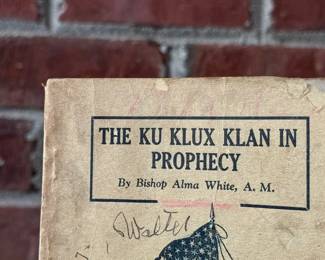 THE KU KLUX KLAN IN
PROPHECY
By Bishop Alma White, A. M.
Walter